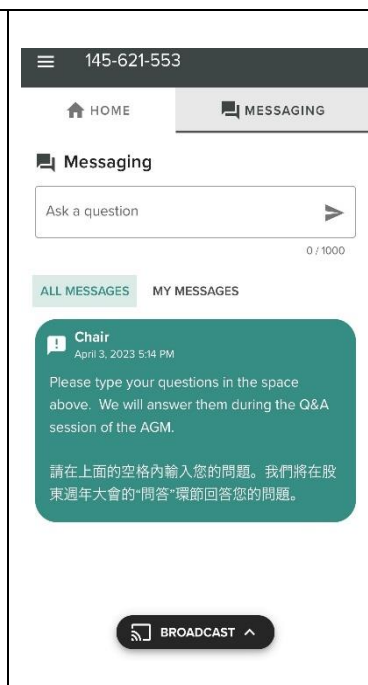 145-621-553
HOME
MESSAGING
Messaging
Ask a question
0 / 1000
ALL MESSAGES
MY MESSAGES
Chair
April 3, 2023 5:14 PM
Please type your questions in the space
above. We will answer them during the Q&A
session of the AGM.
請在上面的空格內輸入您的問題。我們將在股
東週年大會的“問答”環節回答您的問題。
BROADCAST